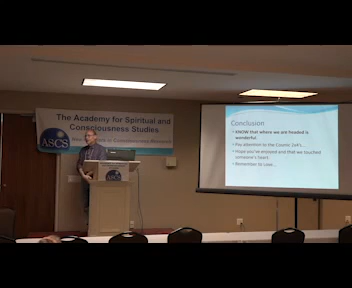 The Academy for Spiritual and
Consciousness Studies
ASCS
Conclusion
KNOW that where we are headed is
wonderful.
Pay attention to the Cosmic
Hope you've enjoyed and that we touched
someone's heart.
Remember to Love...